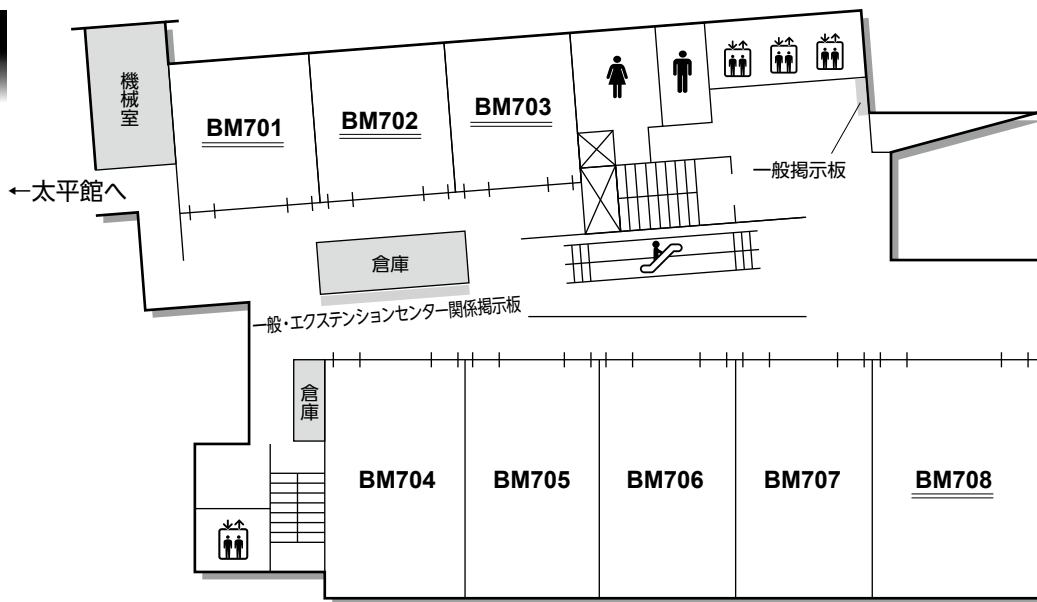 機械室
BM701
BM702
BM703
一般掲示板
←太平館へ
倉庫
一般・エクステンションセンター関係掲示板
倉庫
BM704
BM705
BM706
BM707
BM708